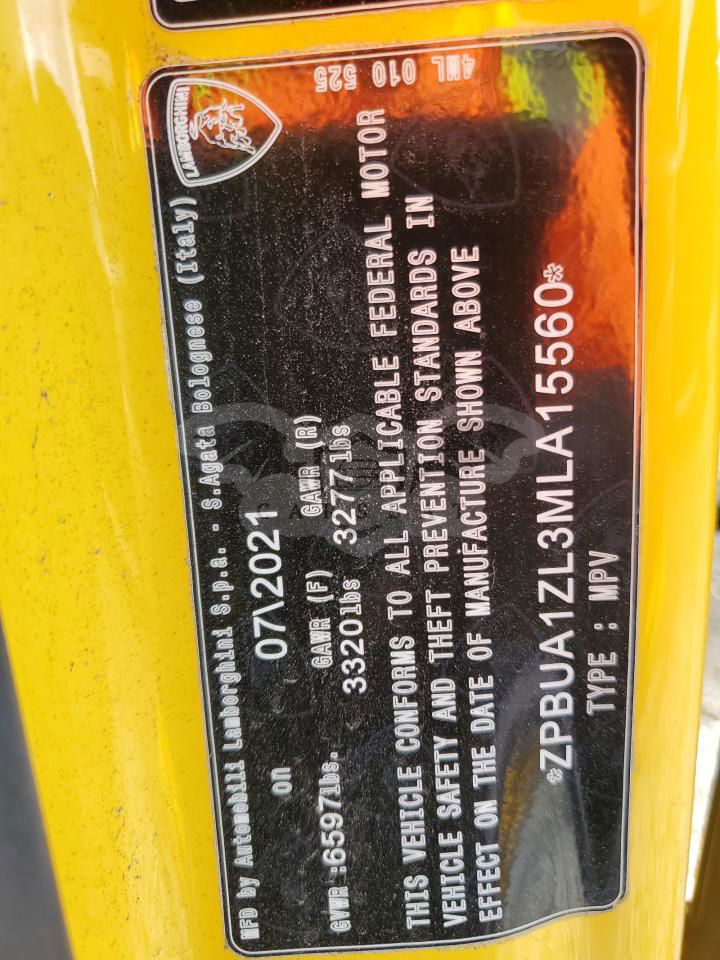 LAMBORGHINI
4ML 010 525
MFD by Automobili Lamborghini S.p.a. - S.Agata Bolognese (Italy)
on 07\2021
GVWR :6597lbs. GAWR (F) 3320lbs GAWR (R) 3277lbs
THIS VEHICLE CONFORMS TO ALL APPLICABLE FEDERAL MOTOR
VEHICLE SAFETY AND THEFT PREVENTION STANDARDS IN
EFFECT ON THE DATE OF MANUFACTURE SHOWN ABOVE
*ZPBUA1ZL3MLA15560*
TYPE : MPV